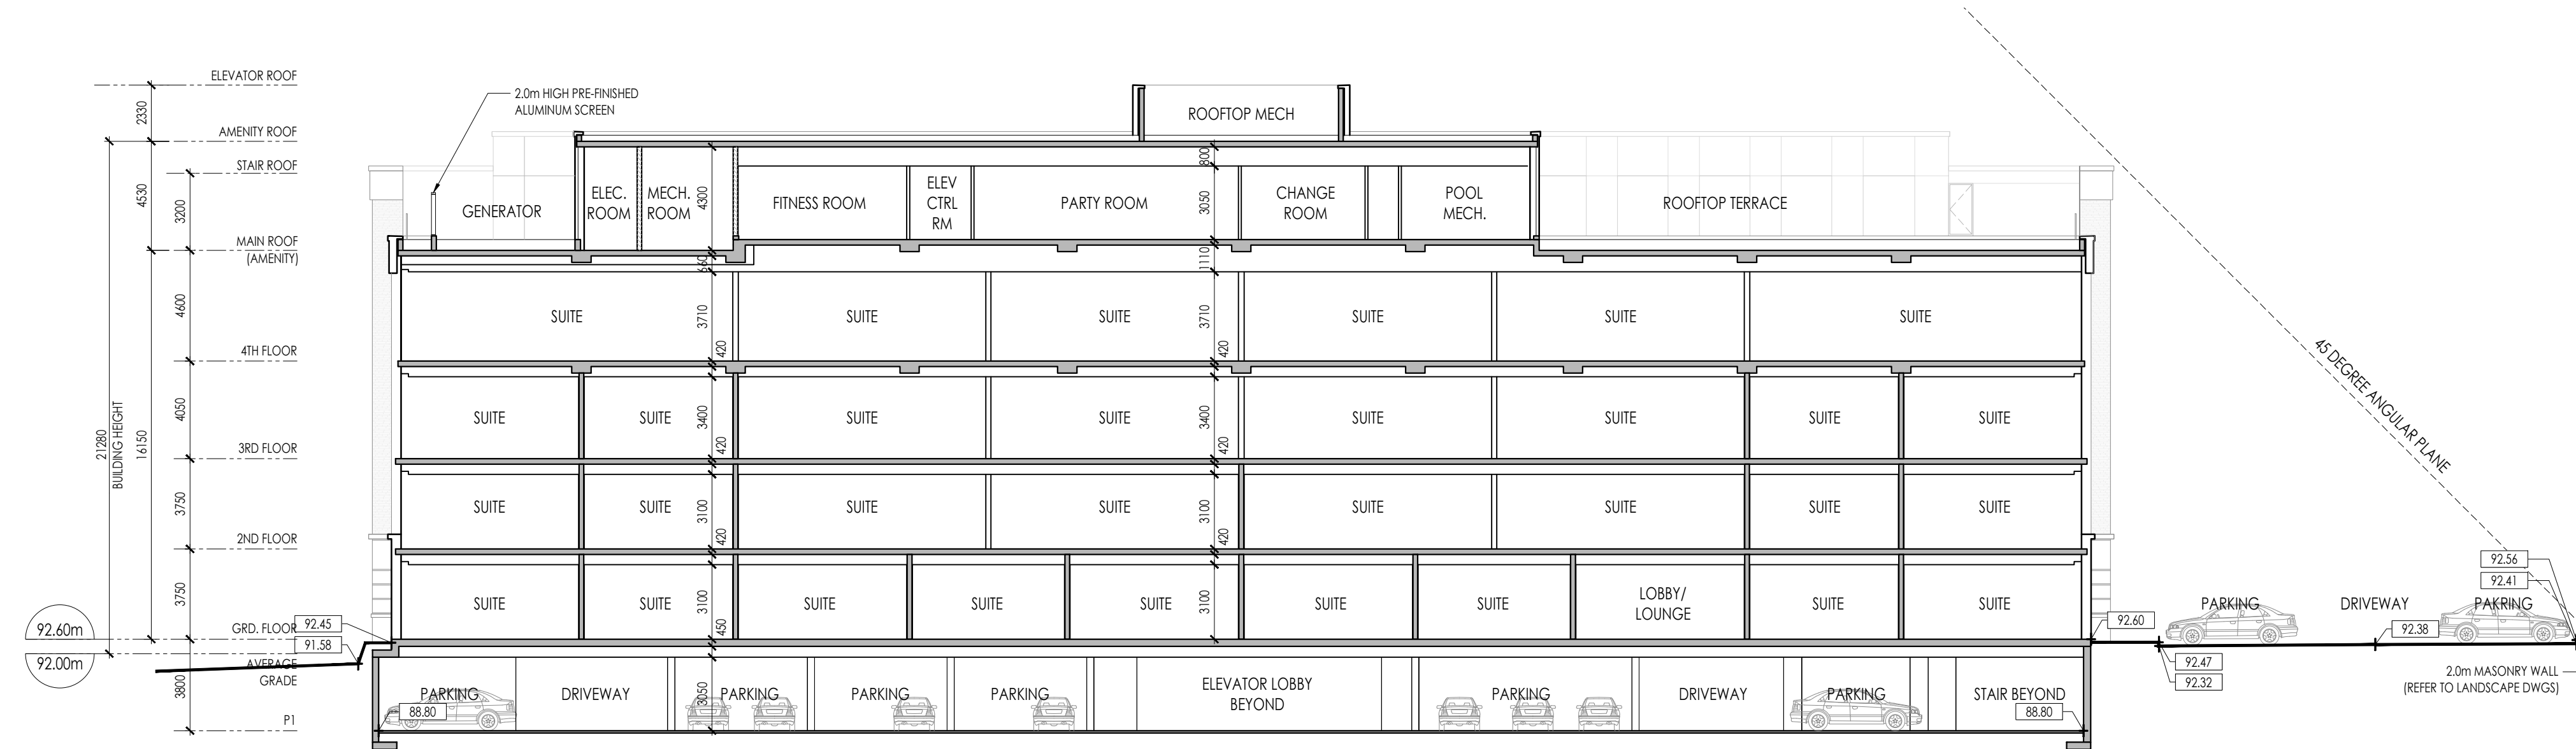 ELEVATOR ROOF
2330
AMENITY ROOF
STAIR ROOF
4530
3200
MAIN ROOF
(AMENITY)
4600
4TH FLOOR
4050
21280
BUILDING HEIGHT
16150
3RD FLOOR
3750
2ND FLOOR
3750
92.60m
GRD. FLOOR
92.45
91.58
92.00m
AVERAGE
GRADE
3800
P1
2.0m HIGH PRE-FINISHED
ALUMINUM SCREEN
ROOFTOP MECH
GENERATOR
ELEC.
ROOM
MECH.
ROOM
4300
FITNESS ROOM
ELEV
CTRL
RM
PARTY ROOM
800
3050
CHANGE
ROOM
POOL
MECH.
ROOFTOP TERRACE
660
1110
SUITE
3710
420
SUITE
SUITE
3710
420
SUITE
SUITE
SUITE
SUITE
SUITE
3400
420
SUITE
SUITE
3400
420
SUITE
SUITE
SUITE
SUITE
SUITE
SUITE
3100
420
SUITE
SUITE
3100
420
SUITE
SUITE
SUITE
SUITE
SUITE
SUITE
3100
450
SUITE
SUITE
SUITE
3100
SUITE
SUITE
LOBBY/
LOUNGE
SUITE
SUITE
PARKING
88.80
DRIVEWAY
3050
PARKING
PARKING
PARKING
ELEVATOR LOBBY
BEYOND
PARKING
DRIVEWAY
PARKING
STAIR BEYOND
88.80
45 DEGREE ANGULAR PLANE
92.56
92.41
PARKING
DRIVEWAY
PAKRING
92.60
92.38
92.47
92.32
2.0m MASONRY WALL
(REFER TO LANDSCAPE DWGS)